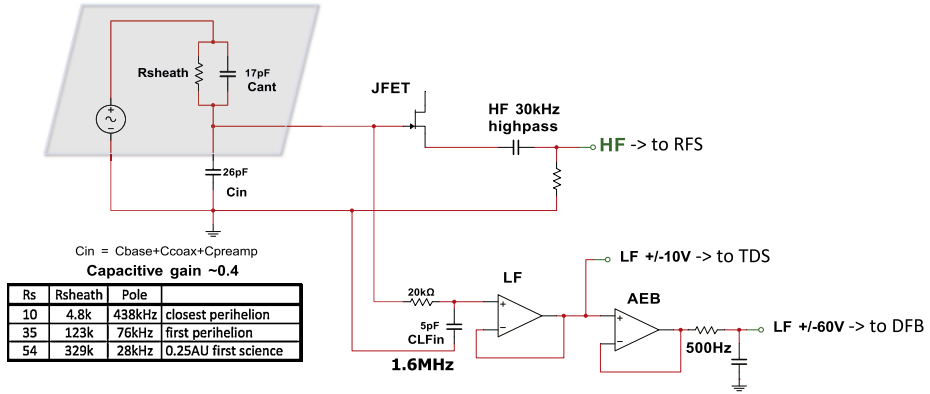 Rsheath
17pF
Cant
JFET
HF 30kHz
highpass
HF -> to RFS
26pF
Cin
Cin = Cbase+Ccoax+Cpreamp
Capacitive gain ~0.4
Rs Rsheath Pole
10 4.8k 438kHz closest perihelion
35 123k 76kHz first perihelion
54 329k 28kHz 0.25AU first science
20kΩ
5pF
CLFin
1.6MHz
LF
LF +/-10V -> to TDS
AEB
500Hz
LF +/-60V -> to DFB